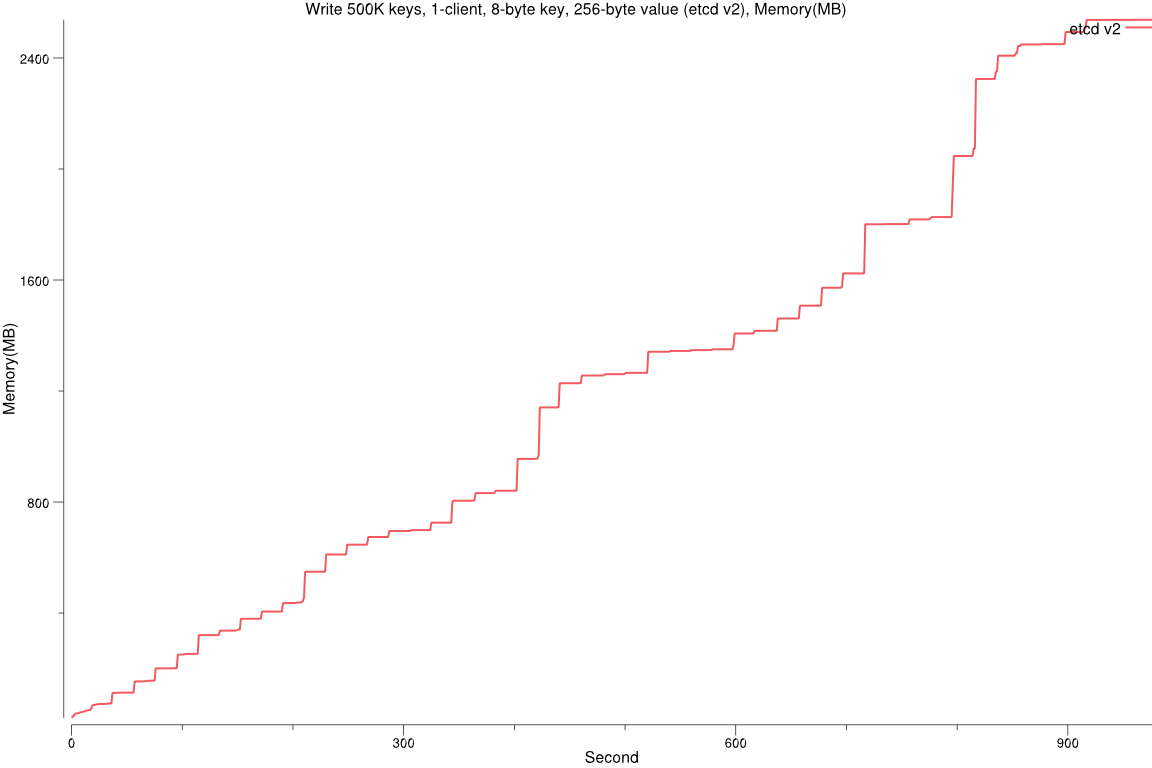 Write 500K keys, 1-client, 8-byte key, 256-byte value (etcd v2), Memory(MB)
etcd v2
2400
1600
800
Memory(MB)
0
300
600
900
Second